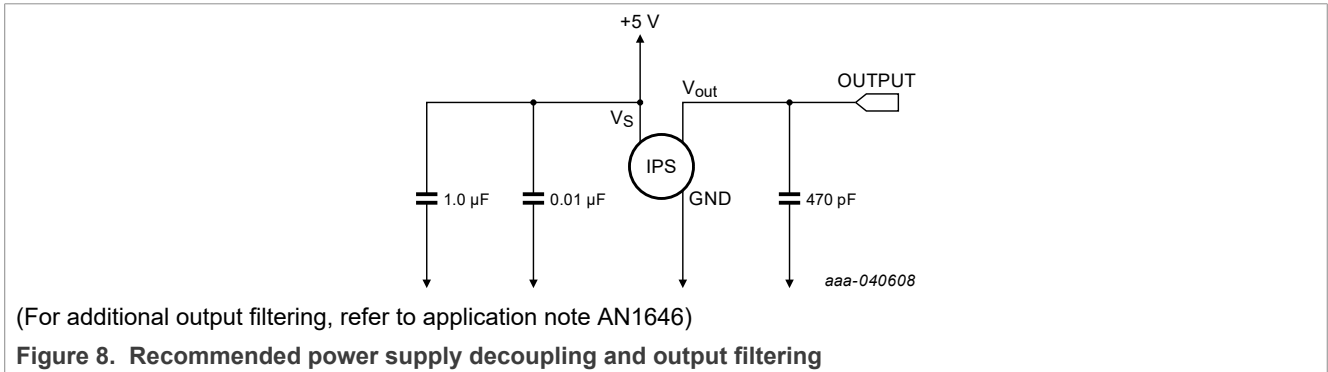 +5 V
OUTPUT
Vout
VS
IPS
1.0 µF
0.01 µF
GND
470 pF
aaa-040608
(For additional output filtering, refer to application note AN1646)
Figure 8. Recommended power supply decoupling and output filtering